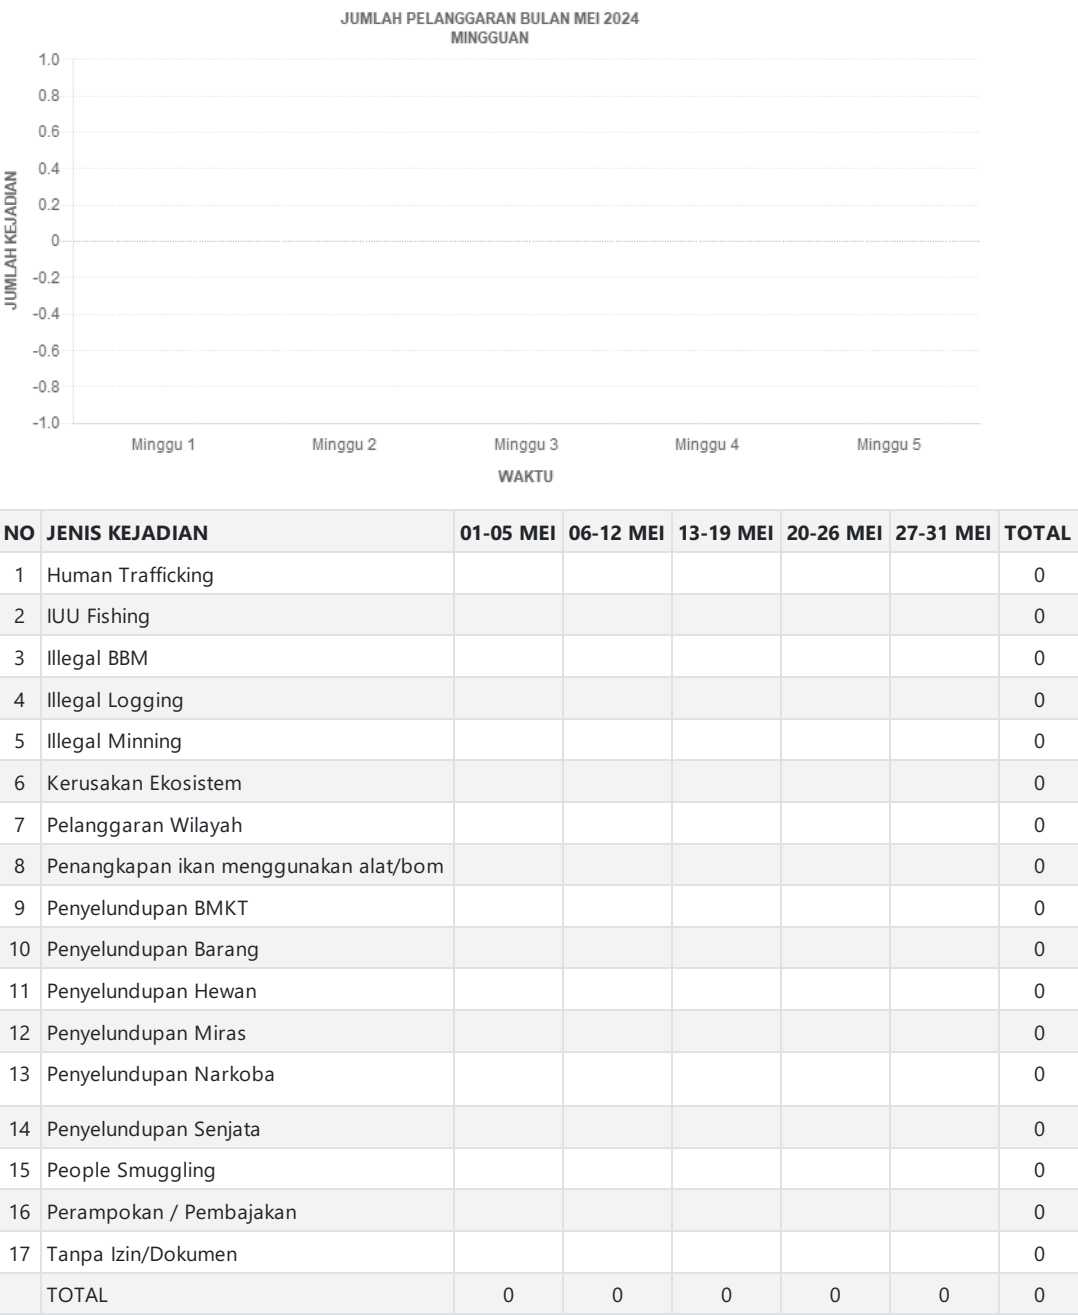 JUMLAH PELANGGARAN BULAN MEI 2024
MINGGUAN
JUMLAH KEJADIAN
1.0
0.8
0.6
0.4
0.2
0
-0.2
-0.4
-0.6
-0.8
-1.0
Minggu 1 Minggu 2 Minggu 3 Minggu 4 Minggu 5
WAKTU
NO JENIS KEJADIAN 01-05 MEI 06-12 MEI 13-19 MEI 20-26 MEI 27-31 MEI TOTAL
1 Human Trafficking 0
2 IUU Fishing 0
3 Illegal BBM 0
4 Illegal Logging 0
5 Illegal Minning 0
6 Kerusakan Ekosistem 0
7 Pelanggaran Wilayah 0
8 Penangkapan ikan menggunakan alat/bom 0
9 Penyelundupan BMKT 0
10 Penyelundupan Barang 0
11 Penyelundupan Hewan 0
12 Penyelundupan Miras 0
13 Penyelundupan Narkoba 0
14 Penyelundupan Senjata 0
15 People Smuggling 0
16 Perampokan / Pembajakan 0
17 Tanpa Izin/Dokumen 0
TOTAL 0 0 0 0 0 0